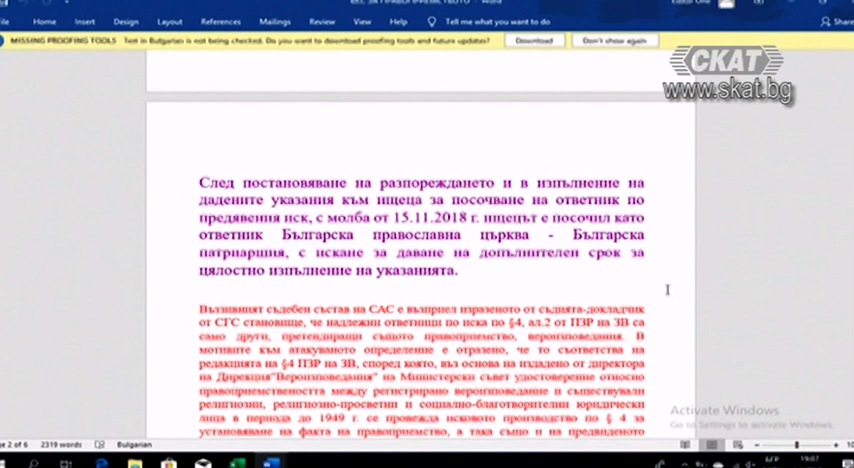 Home Insert Design Layout References Mailings Review View Help Tell me what you want to do Share
MISSING PROOFING TOOLS Text in Bulgarian is not being checked. Do you want to download proofing tools and future updates? Download Don't show again
СКАТ
www.skat.bg
След постановяване на разпореждането и в изпълнение на
дадените указания към ищеца за посочване на ответник по
предявения иск, с молба от 15.11.2018 г. ищецът е посочил като
ответник Българска православна църква - Българска
патриаршия, с искане за даване на допълнителен срок за
цялостно изпълнение на указанията.
Въззивният съдебен състав на САС е възприел изразеното от съдията-докладчик
от СГС становище, че надлежни ответници по иска по §4, ал.2 от ПЗР на ЗВ са
само други, претендиращи същото правоприемство, вероизповедания. В
мотивите към атакуваното определение е отразено, че то съответства на
редакцията на §4 ПЗР на ЗВ, според която, въз основа на издадено от директора
на Дирекция"Вероизповедания" на Министерски съвет удостоверение относно
правоприемствеността между регистрирано вероизповедание и съществували
религиозни, религиозно-просветни и социално-благотворителни юридически
лица в периода до 1949 г. се провежда исковото производство по § 4 за
установяване на факта на правоприемство, а така също и на предвиденото
Activate Windows
Go to Settings to activate Windows.
2 of 6 2319 words Bulgarian
19:07